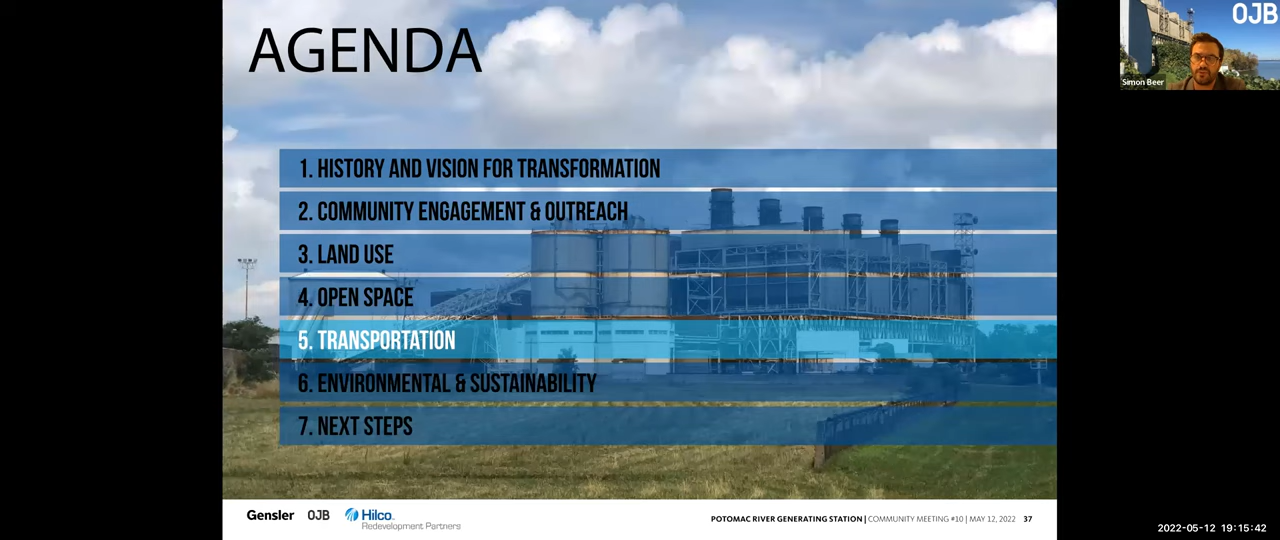 AGENDA
OJB
Simon Beer
1. HISTORY AND VISION FOR TRANSFORMATION
2. COMMUNITY ENGAGEMENT & OUTREACH
3. LAND USE
4. OPEN SPACE
5. TRANSPORTATION
6. ENVIRONMENTAL & SUSTAINABILITY
7. NEXT STEPS
Gensler OJB Hilco
Redevelopment Partners
POTOMAC RIVER GENERATING STATION | COMMUNITY MEETING #10 | MAY 12, 2022 37
2022-05-12 19:15:42